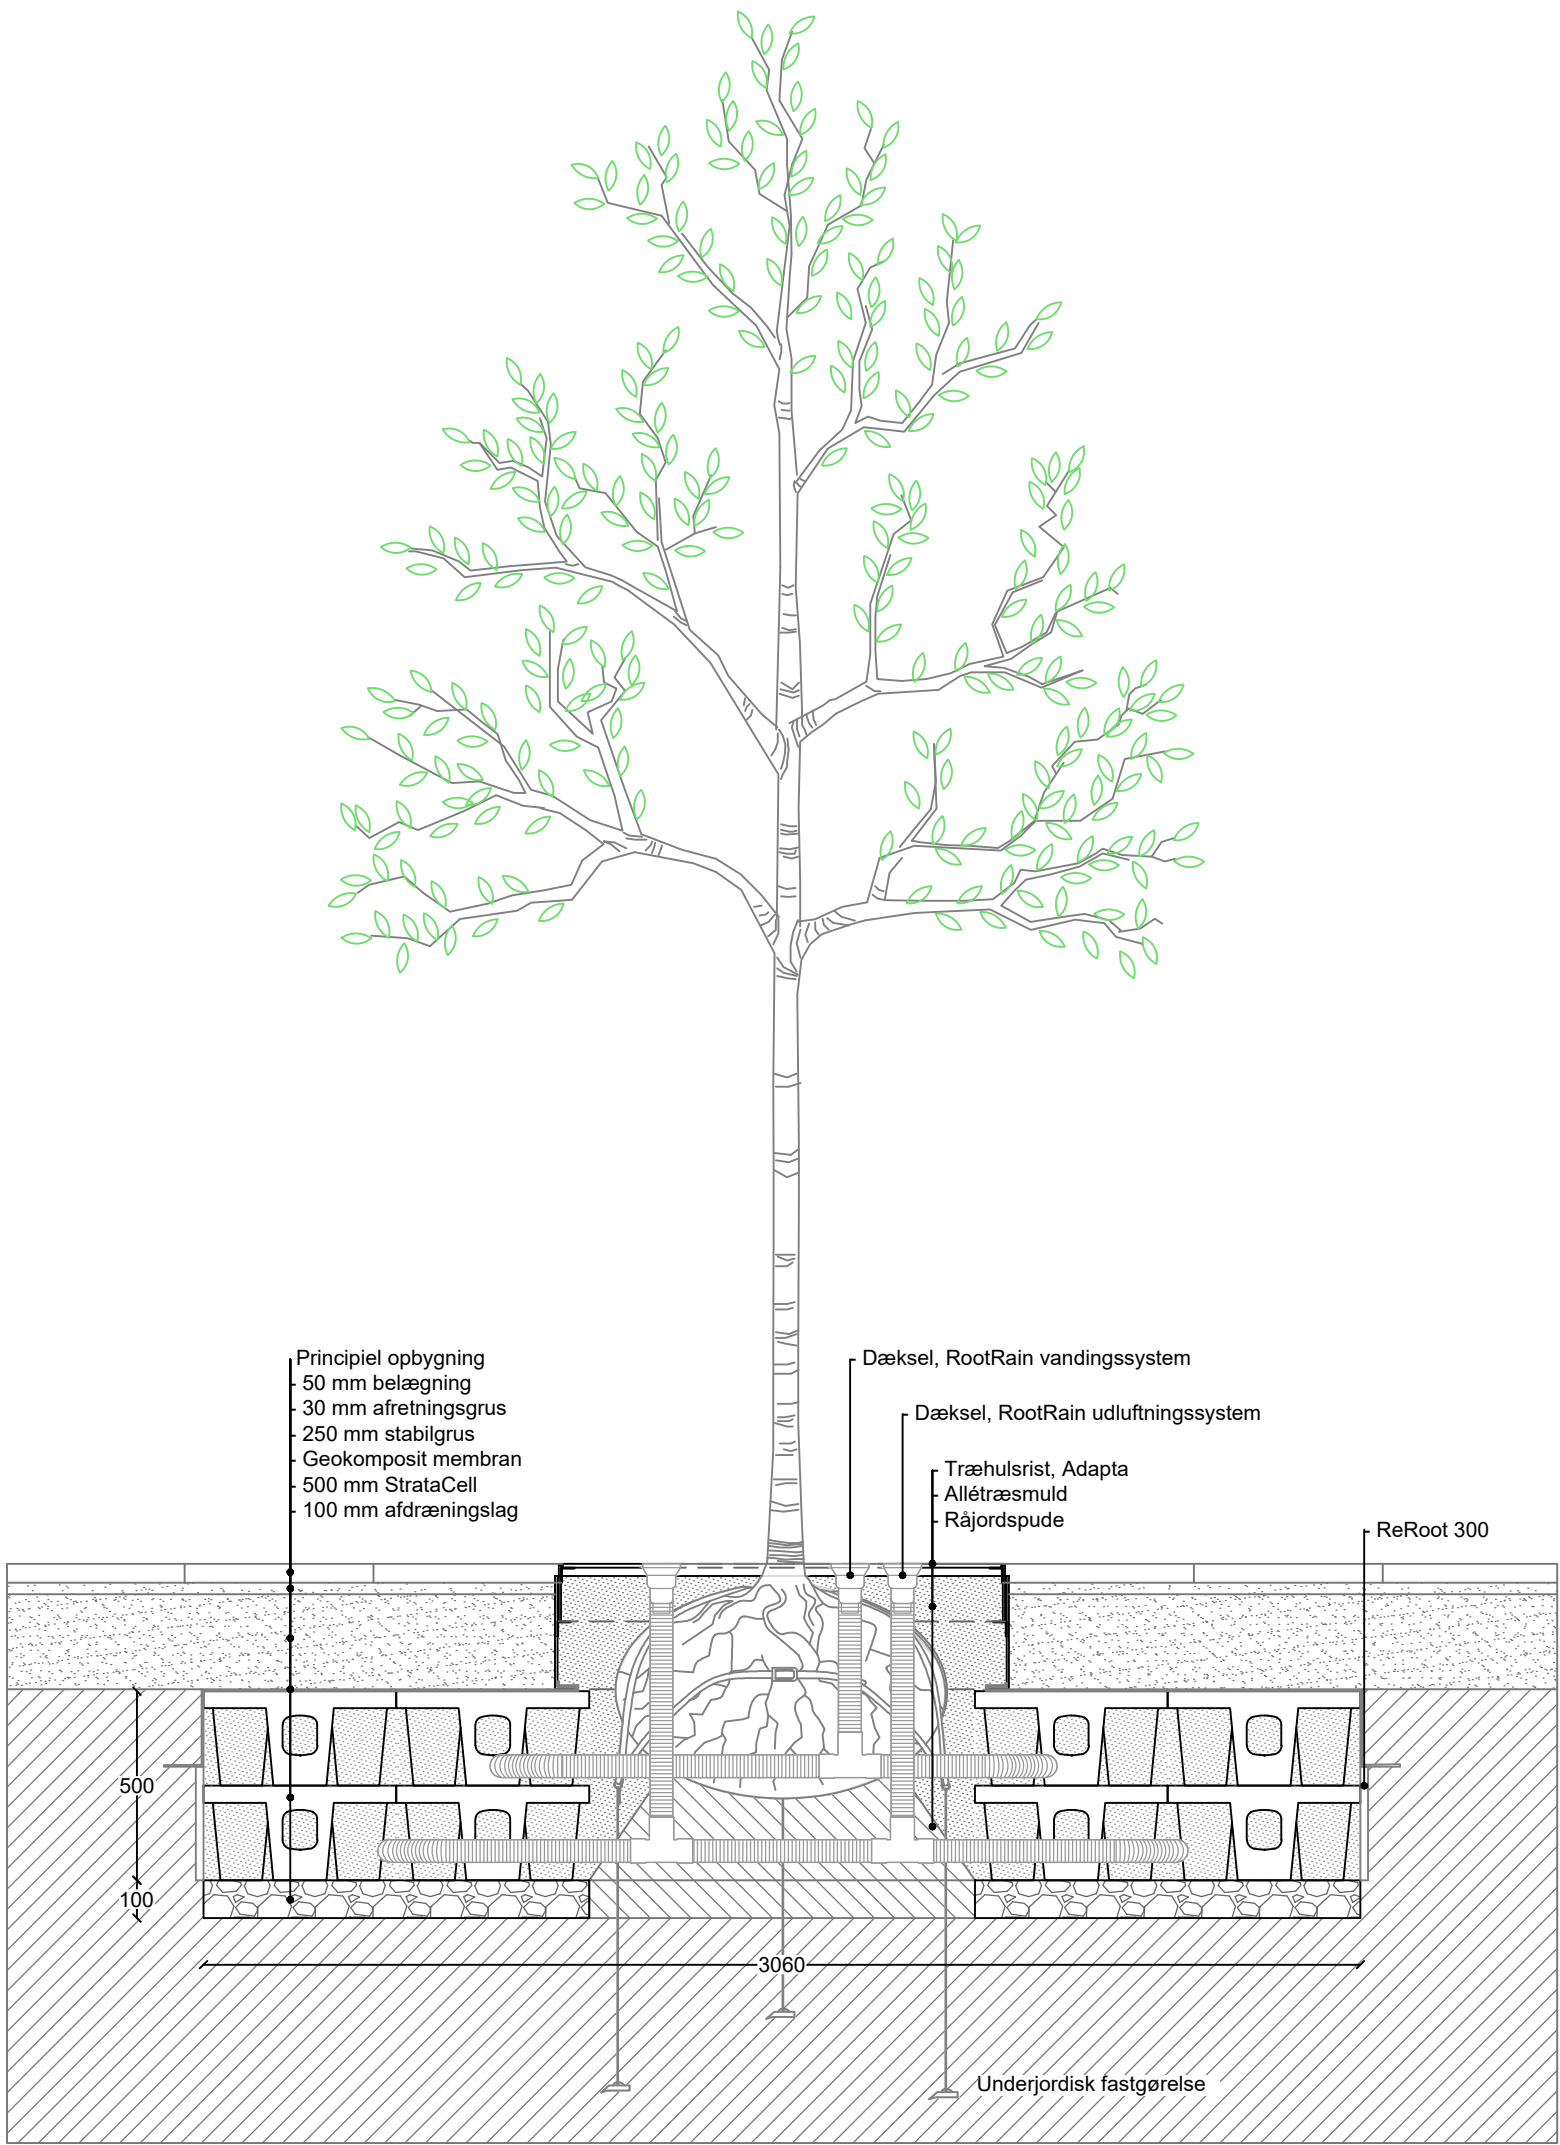 Principiel opbygning
50 mm belægning
30 mm afretningsgrus
250 mm stabilgrus
Geokomposit membran
500 mm StrataCell
100 mm afdræningslag
Dæksel, RootRain vandingssystem
Dæksel, RootRain udluftningssystem
Træhulsrist, Adapta
Allétræsmuld
Råjordspude
ReRoot 300
500
100
3060
Underjordisk fastgørelse